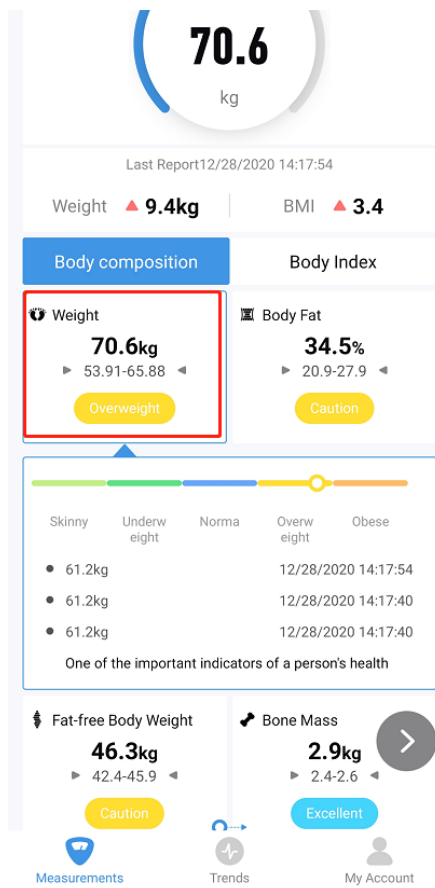 70.6
kg
Last Report12/28/2020 14:17:54
Weight 9.4kg BMI 3.4
Body composition Body Index
Weight Body Fat
70.6kg 34.5%
53.91-65.88 20.9-27.9
Overweight Caution
Skinny Underw Norma Overw Obese
eight eight
61.2kg 12/28/2020 14:17:54
61.2kg 12/28/2020 14:17:40
61.2kg 12/28/2020 14:17:40
One of the important indicators of a person's health
Fat-free Body Weight Bone Mass
46.3kg 2.9kg
42.4-45.9 2.4-2.6
Caution Excellent
Measurements Trends My Account